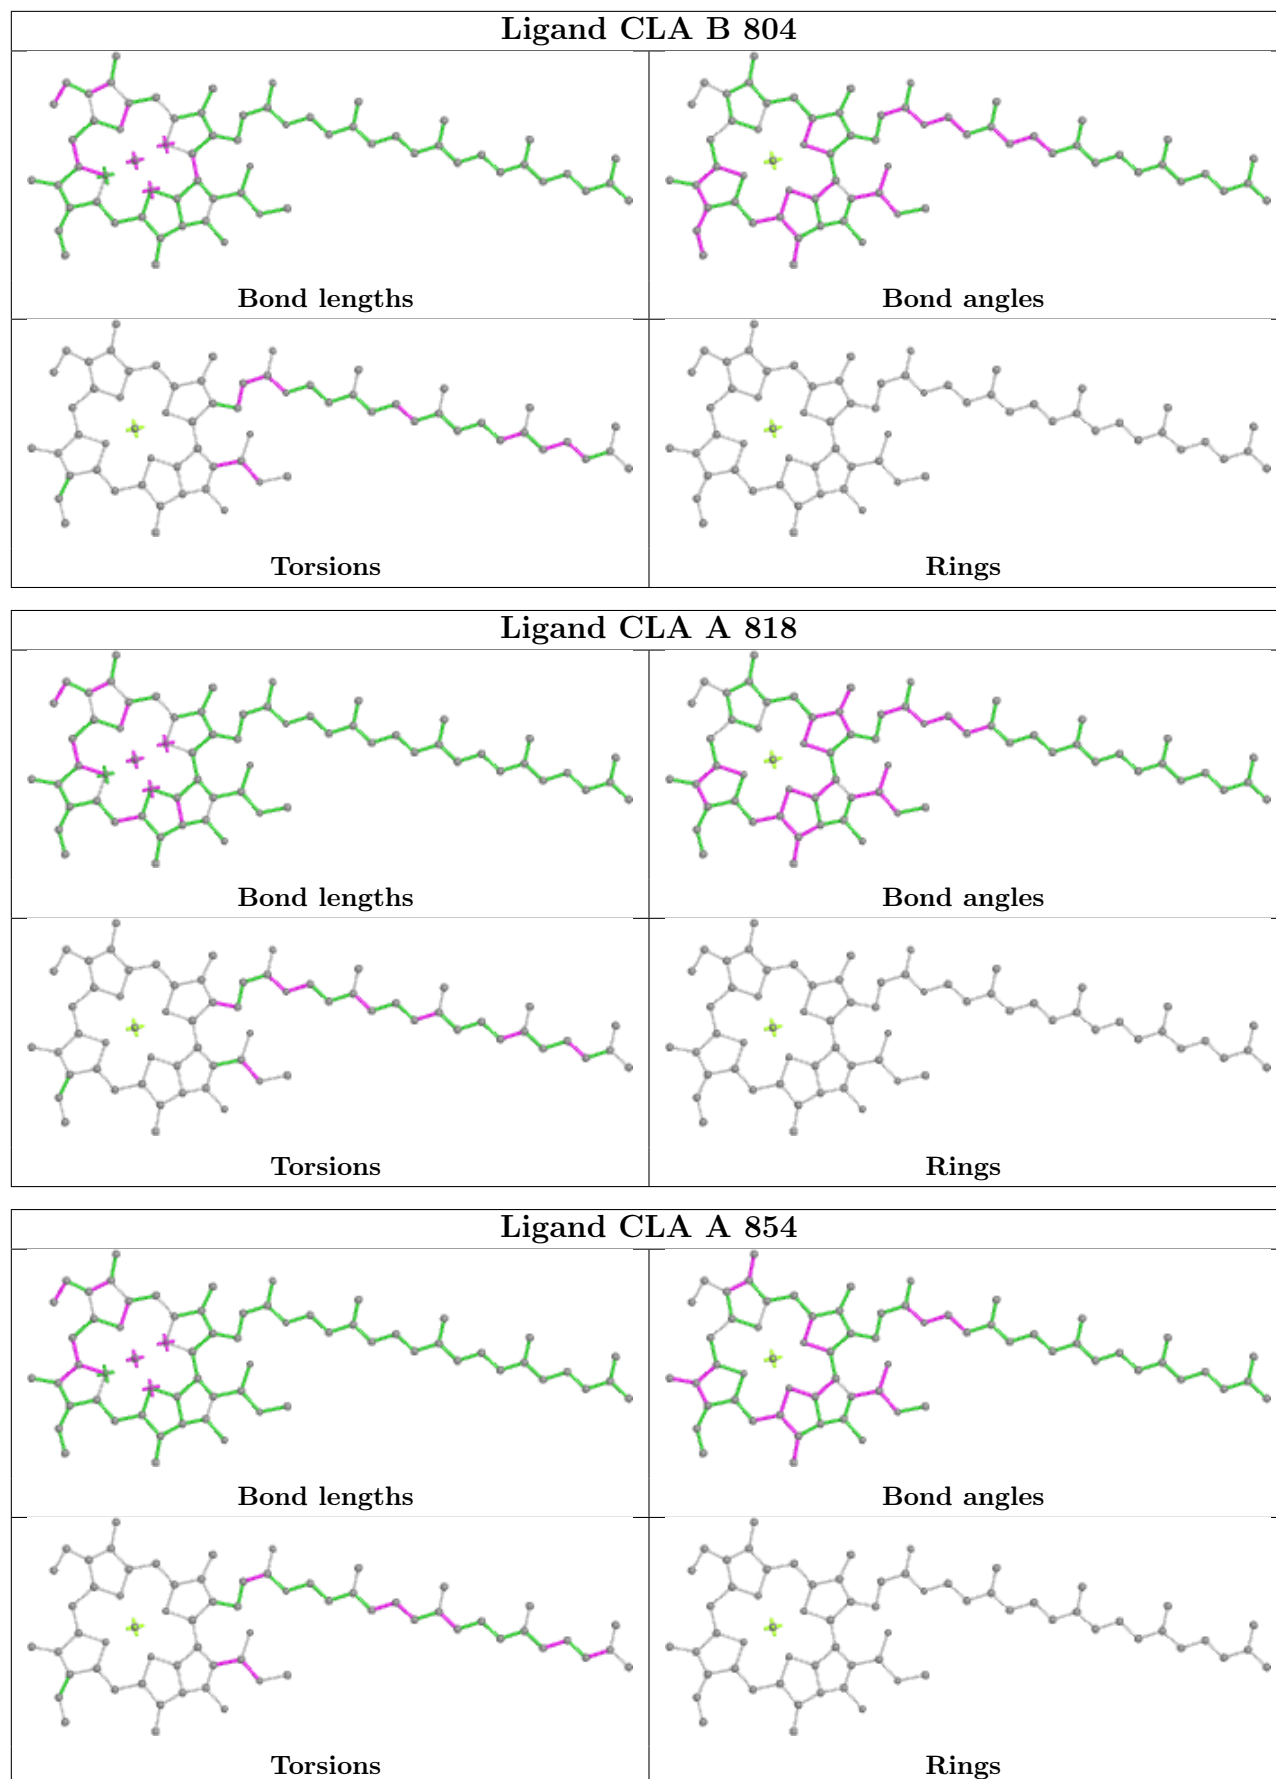 Ligand CLA B 804
Bond lengths
Bond angles
Torsions
Rings
Ligand CLA A 818
Bond lengths
Bond angles
Torsions
Rings
Ligand CLA A 854
Bond lengths
Bond angles
Torsions
Rings